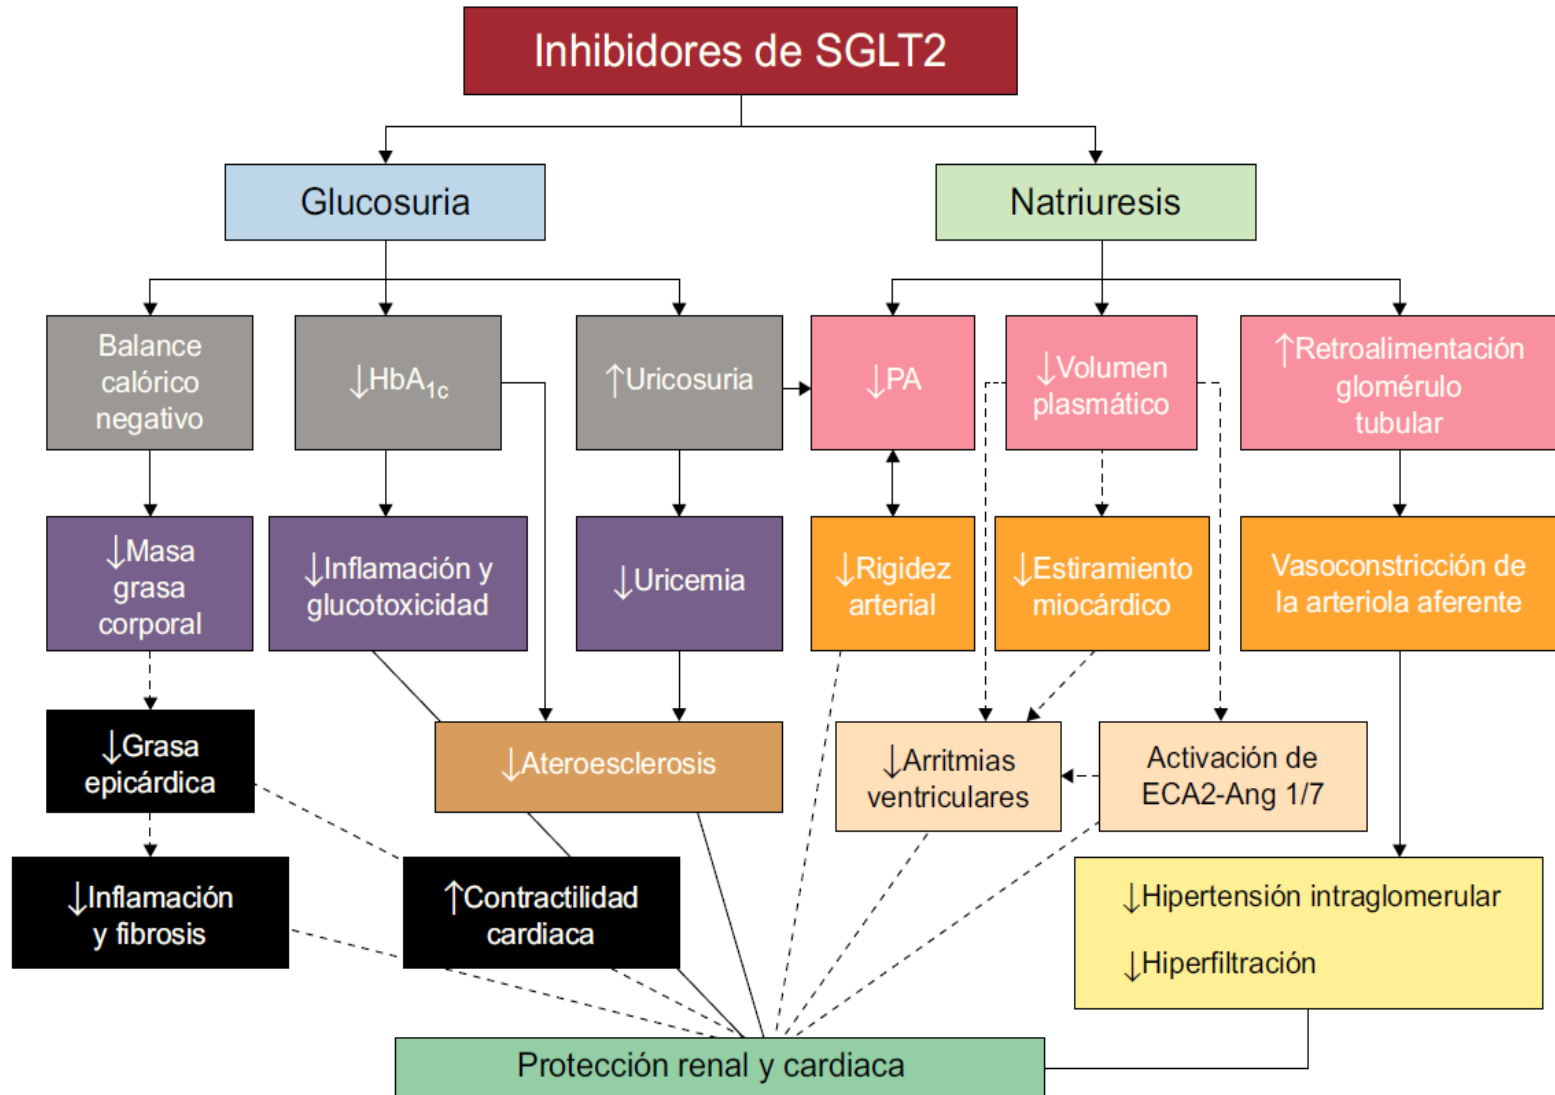 Inhibidores de SGLT2
Glucosuria
Natriuresis
Balance
calórico
negativo
↓HbA1c
↑Uricosuria
↓PA
↓Volumen
plasmático
↑Retroalimentación
glomérulo
tubular
↓Masa
grasa
corporal
↓Inflamación y
glucotoxicidad
↓Uricemia
↓Rigidez
arterial
↓Estiramiento
miocárdico
Vasoconstricción de
la arteriola aferente
↓Grasa
epicárdica
↓Ateroesclerosis
↓Arritmias
ventriculares
Activación de
ECA2-Ang 1/7
↓Inflamación
y fibrosis
↑Contractilidad
cardiaca
↓Hipertensión intraglomerular
↓Hiperfiltración
Protección renal y cardiaca